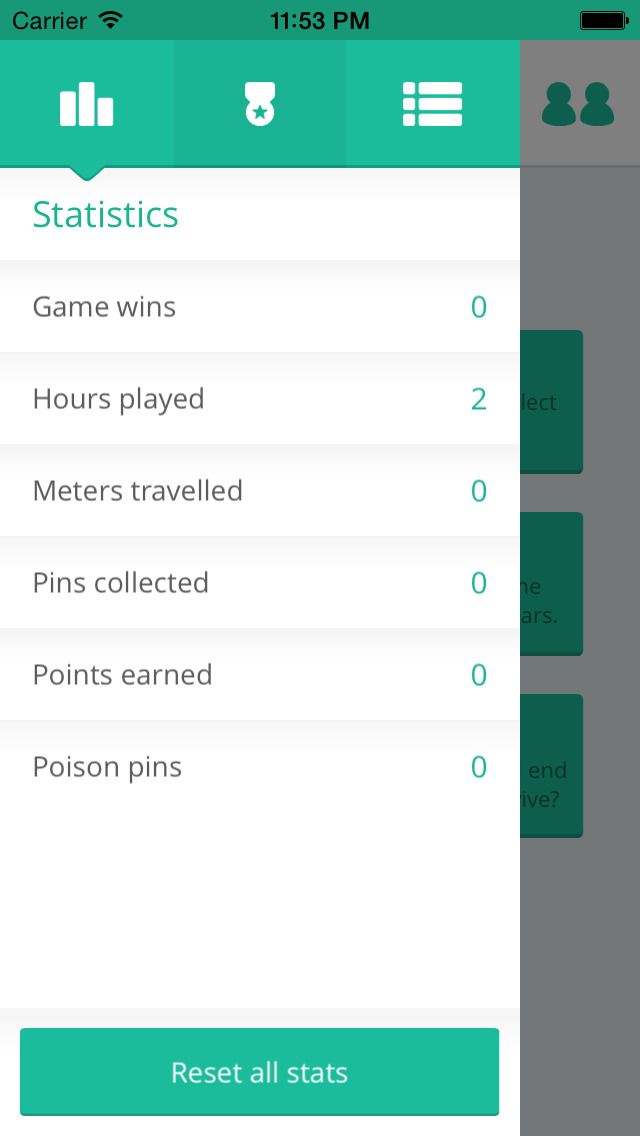 Carrier 11:53 PM
Statistics
Game wins 0
Hours played 2
lect
Meters travelled 0
Pins collected 0
ars.
Points earned 0
Poison pins 0
end
ive?
Reset all stats